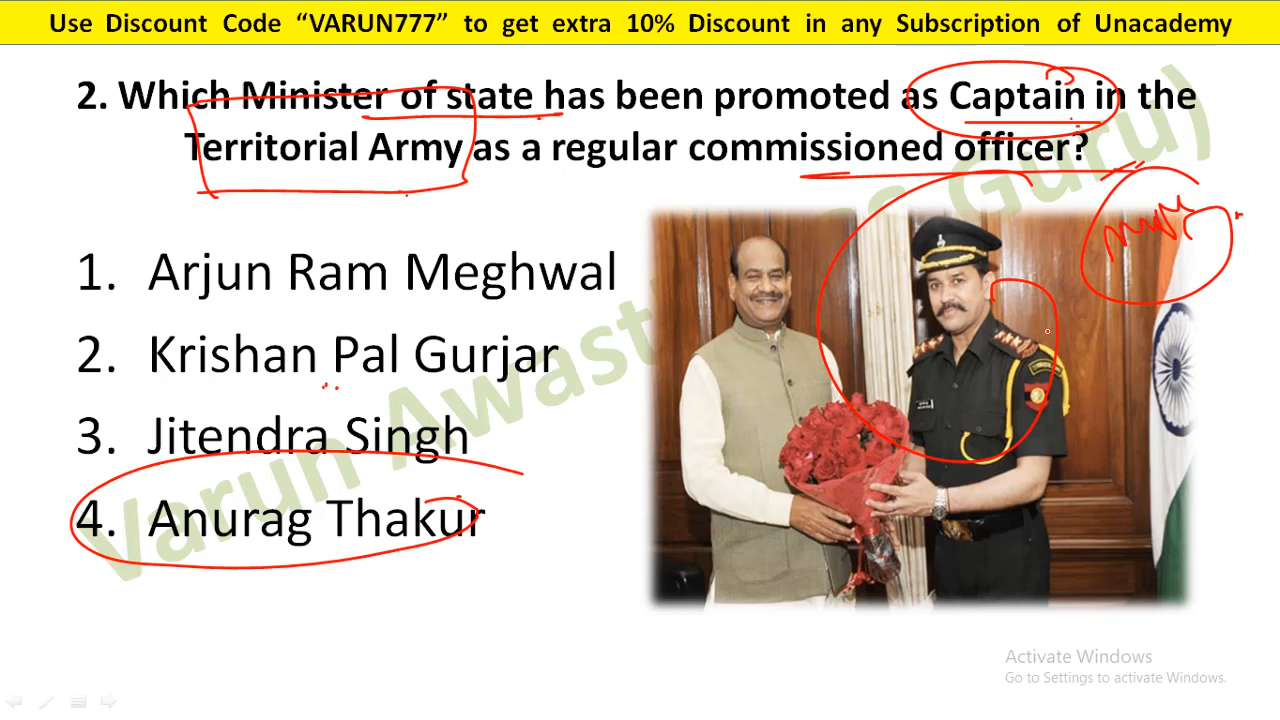 Use Discount Code “VARUN777” to get extra 10% Discount in any Subscription of Unacademy
2. Which Minister of state has been promoted as Captain in the
Territorial Army as a regular commissioned officer?
1. Arjun Ram Meghwal
2. Krishan Pal Gurjar
3. Jitendra Singh
4. Anurag Thakur
Activate Windows
Go to Settings to activate Windows.